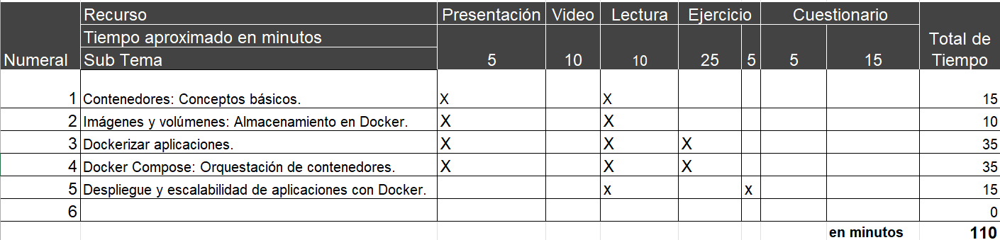 Recurso Presentación Video Lectura Ejercicio Cuestionario
Tiempo aproximado en minutos
Numeral Sub Tema 5 10 10 25 5 5 15 Total de Tiempo
1 Contenedores: Conceptos básicos. X X 15
2 Imágenes y volúmenes: Almacenamiento en Docker. X X 10
3 Dockerizar aplicaciones. X X X 35
4 Docker Compose: Orquestación de contenedores. X X X 35
5 Despliegue y escalabilidad de aplicaciones con Docker. x x 15
6 0
en minutos 110